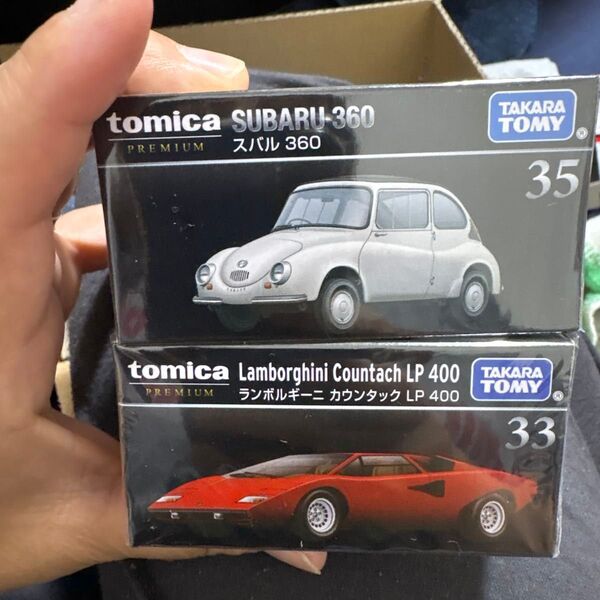 tomica
PREMIUM
SUBARU 360
スバル 360
TAKARA
TOMY
®
35
tomica
PREMIUM
Lamborghini Countach LP 400
ランボルギーニ カウンタック LP 400
TAKARA
TOMY
®
33